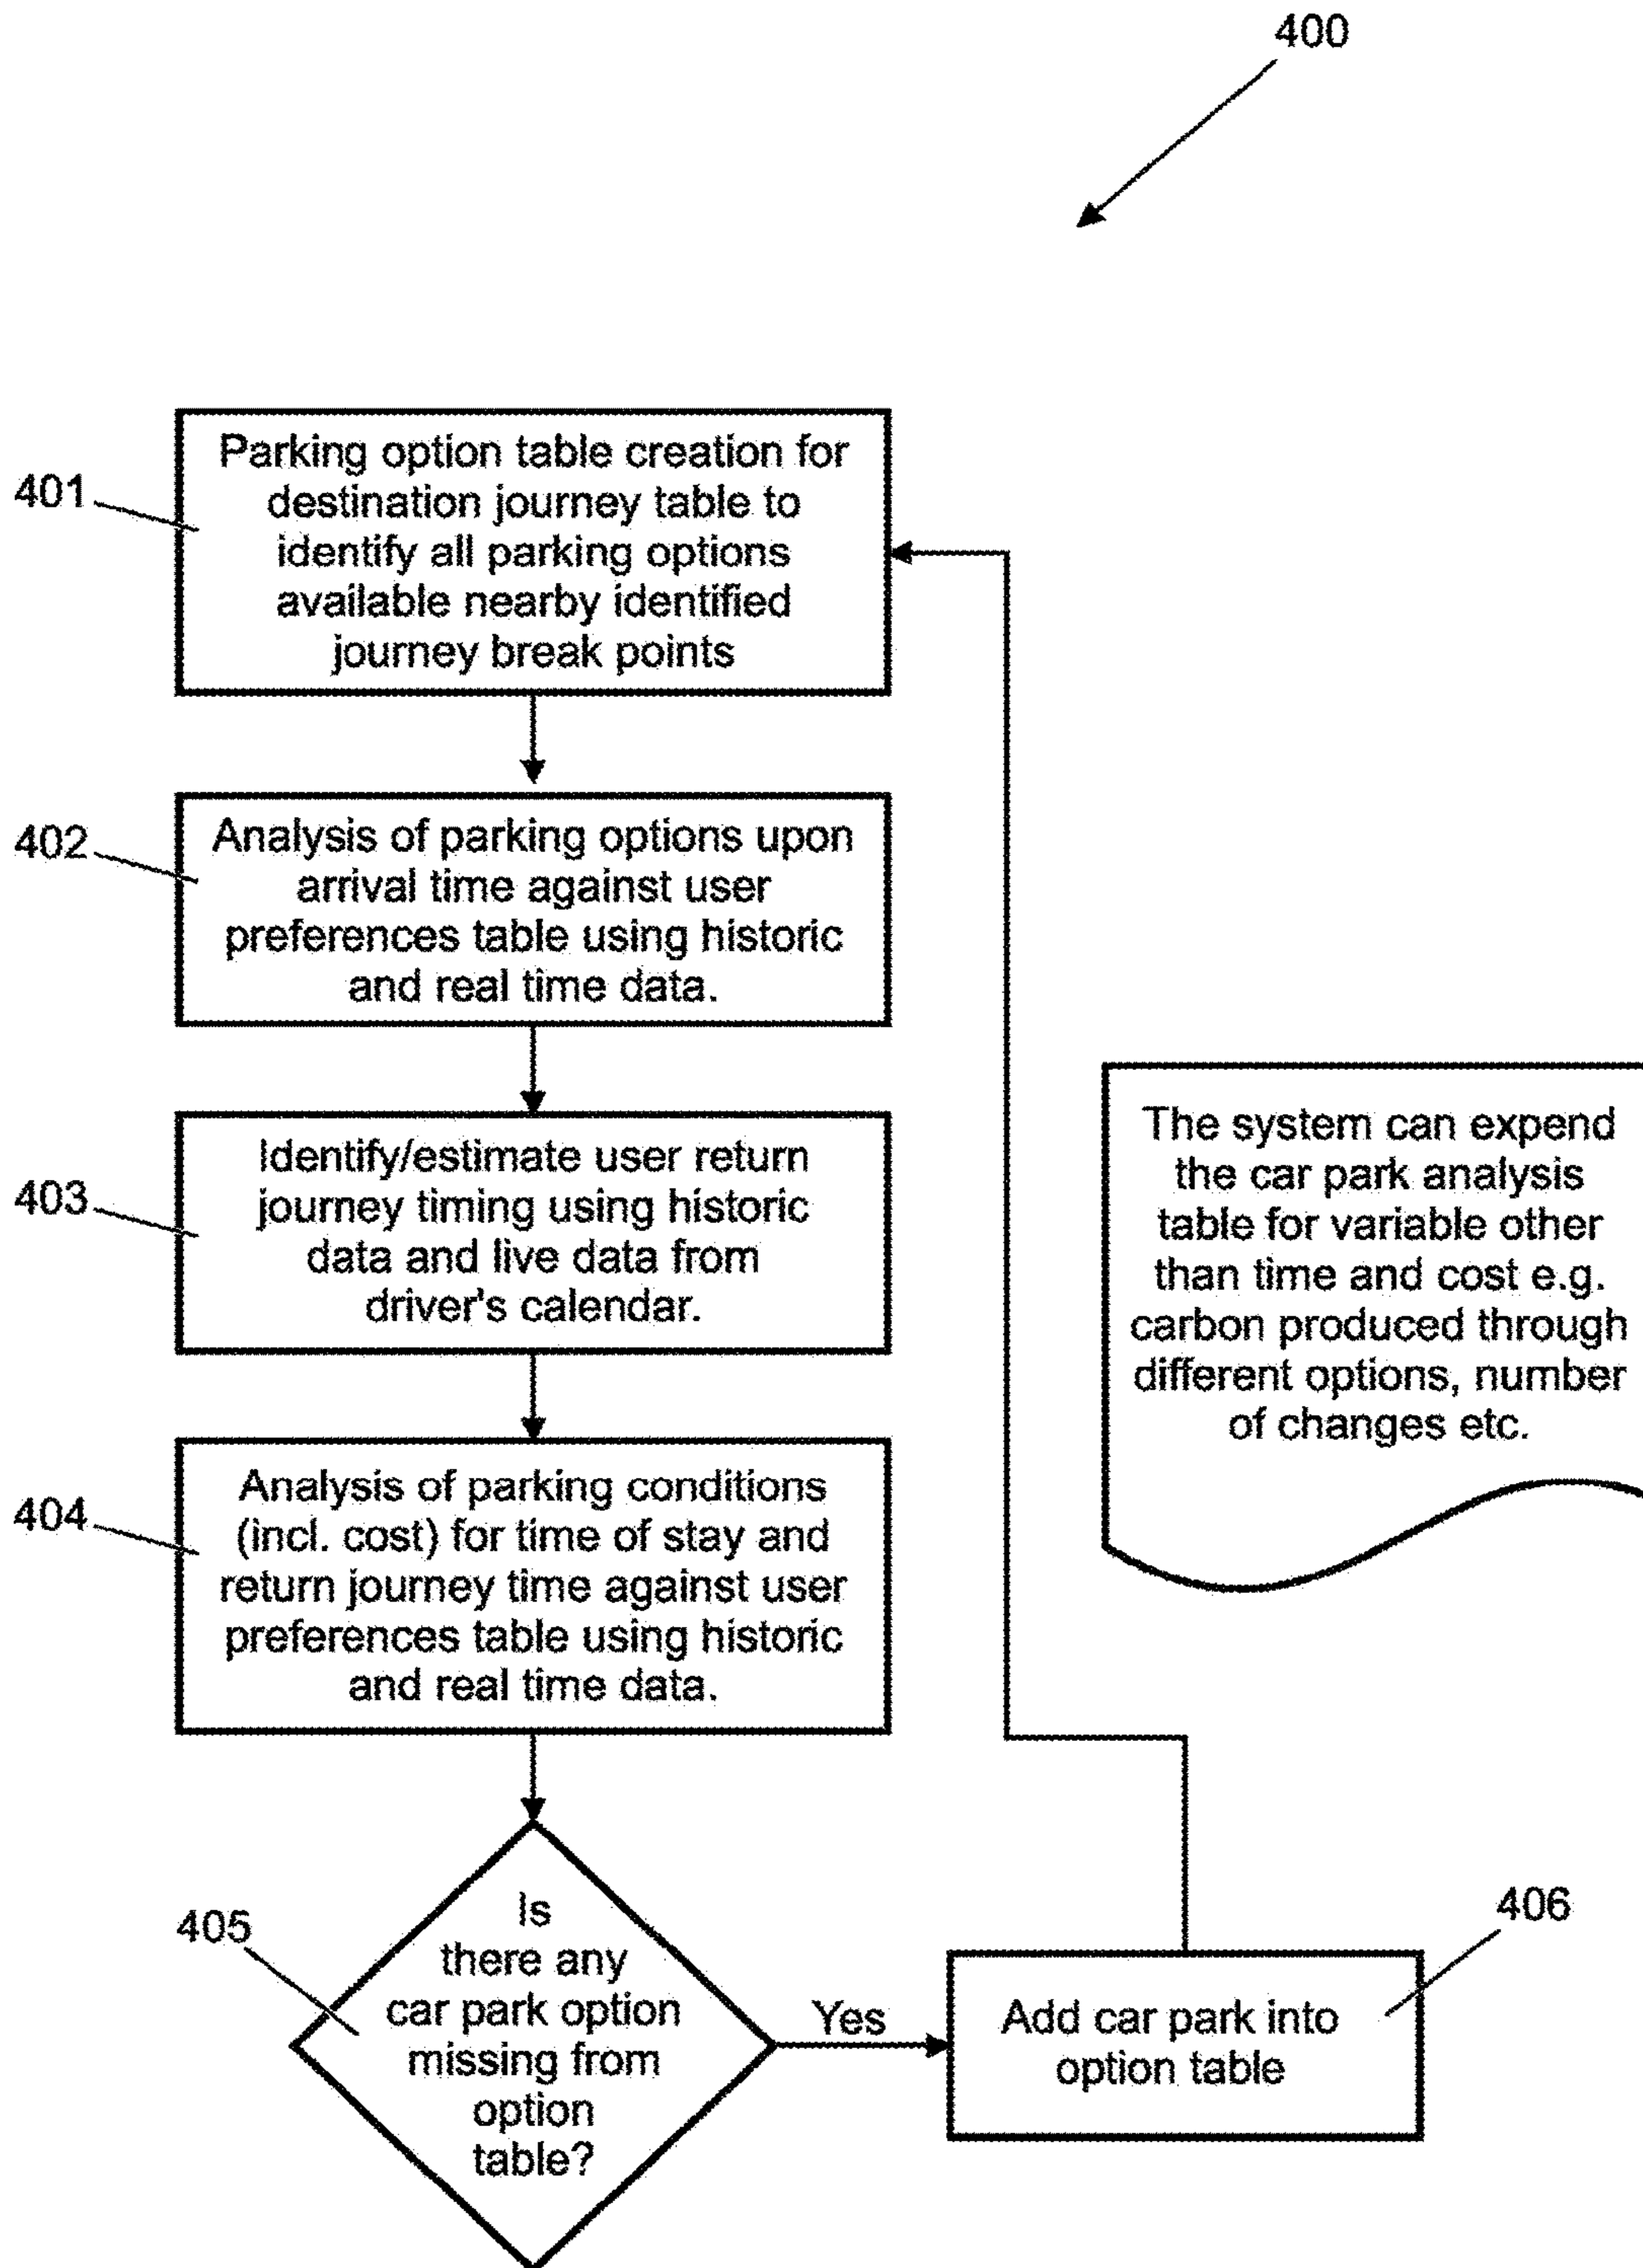 400
401
Parking option table creation for
destination journey table to
identify all parking options
available nearby identified
journey break points
402
Analysis of parking options upon
arrival time against user
preferences table using historic
and real time data.
403
Identify/estimate user return
journey timing using historic
data and live data from
driver's calendar.
The system can expend
the car park analysis
table for variable other
than time and cost e.g.
carbon produced through
different options, number
of changes etc.
404
Analysis of parking conditions
(incl. cost) for time of stay and
return journey time against user
preferences table using historic
and real time data.
405
Is
there any
car park option
missing from
option
table?
Yes
406
Add car park into
option table